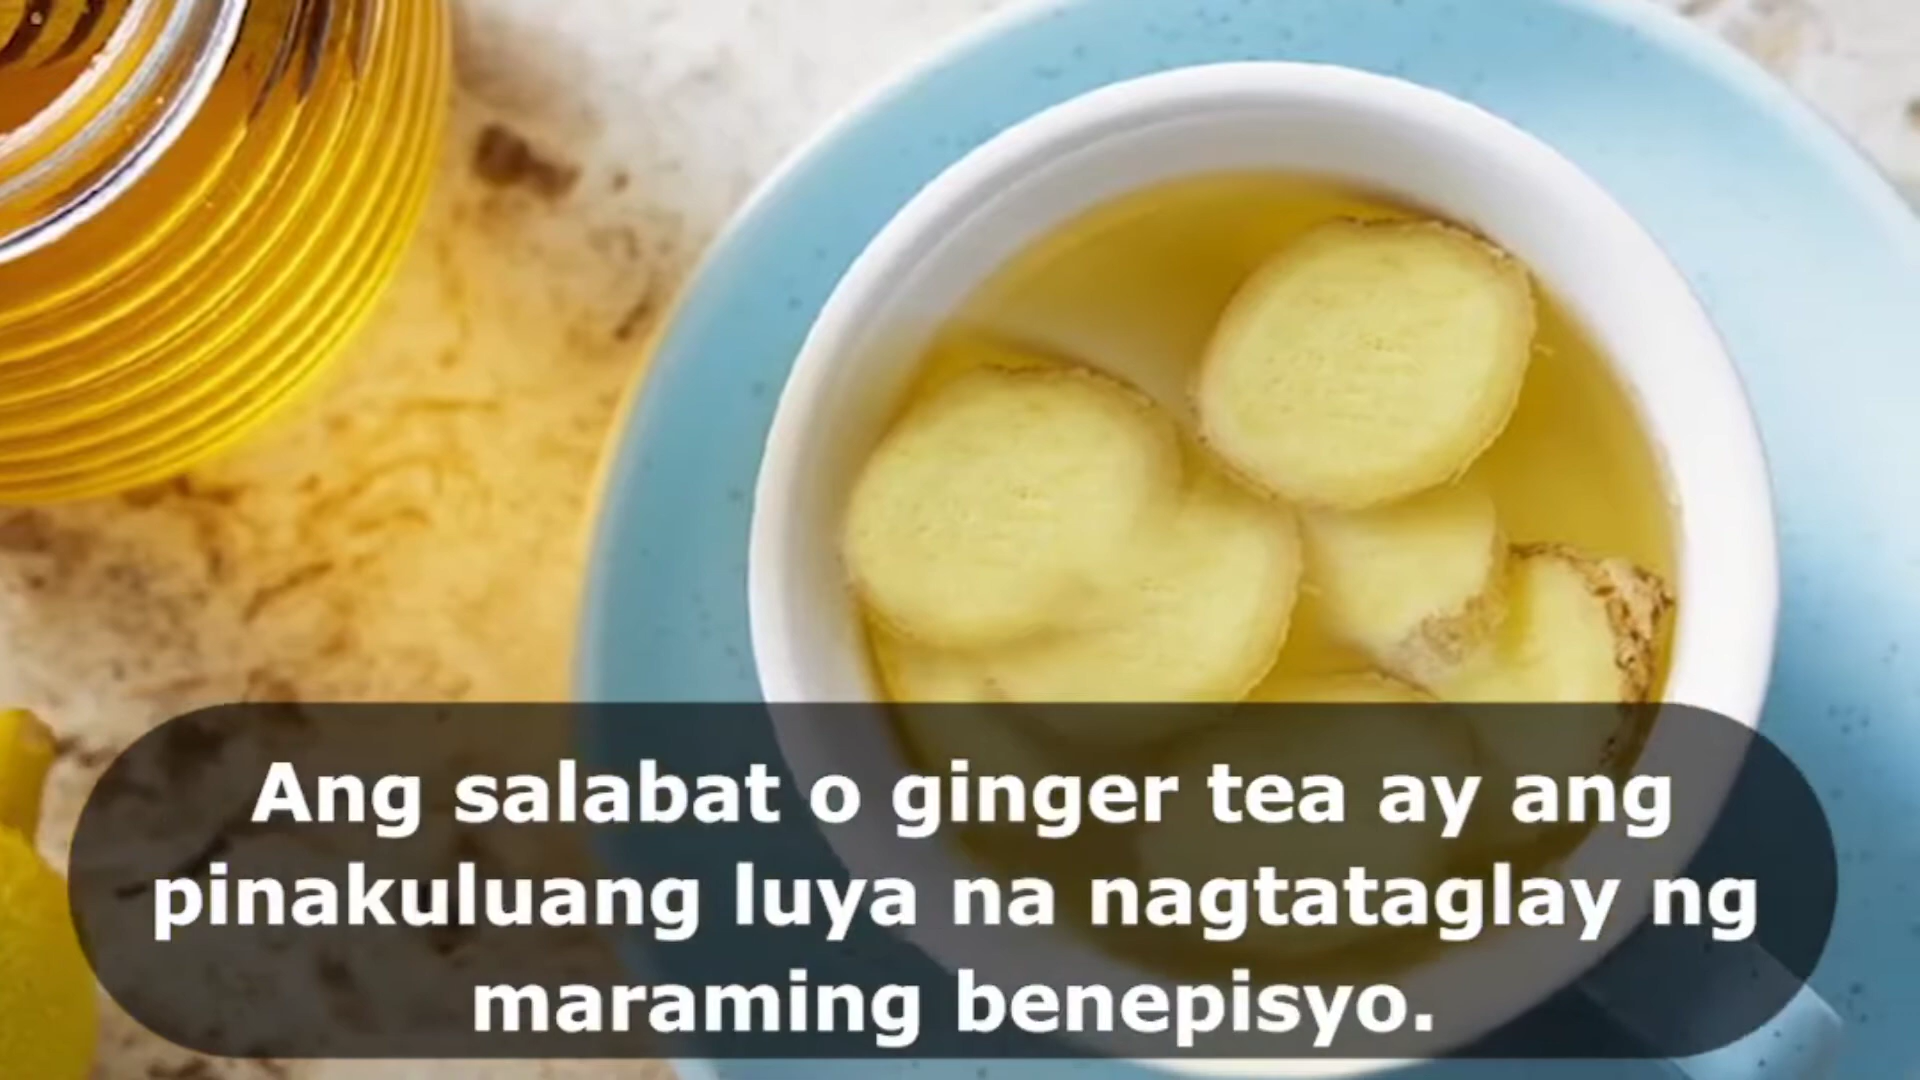 Ang salabat o ginger tea ay ang
pinakuluang luya na nagtataglay ng
maraming benepisyo.